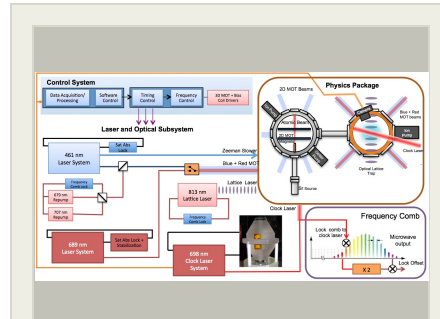 Control System
Data Acquisition/
Processing
Software
Control
Timing
Control
Frequency
Control
3D MOT + Bias
Coil Drivers
Laser and Optical Subsystem
461 nm
Laser System
Sat Abs
Lock
Zeeman Slower
Blue + Red MOT
Frequency
Comb Lock
679 nm
Repump
707 nm
Repump
813 nm
Lattice Laser
Lattice Laser
Frequency
Comb Lock
689 nm
Laser System
Sat Abs Lock +
Stabilization
698 nm
Clock Laser
System
Clock Laser
Physics Package
2D MOT Beams
Atomic Beam
2D MOT
Sr Source
Blue + Red
MOT beams
Clock Laser
Optical Lattice
Trap
Frequency Comb
Lock comb to
clock laser
Microwave
output
X 2
Lock Offset